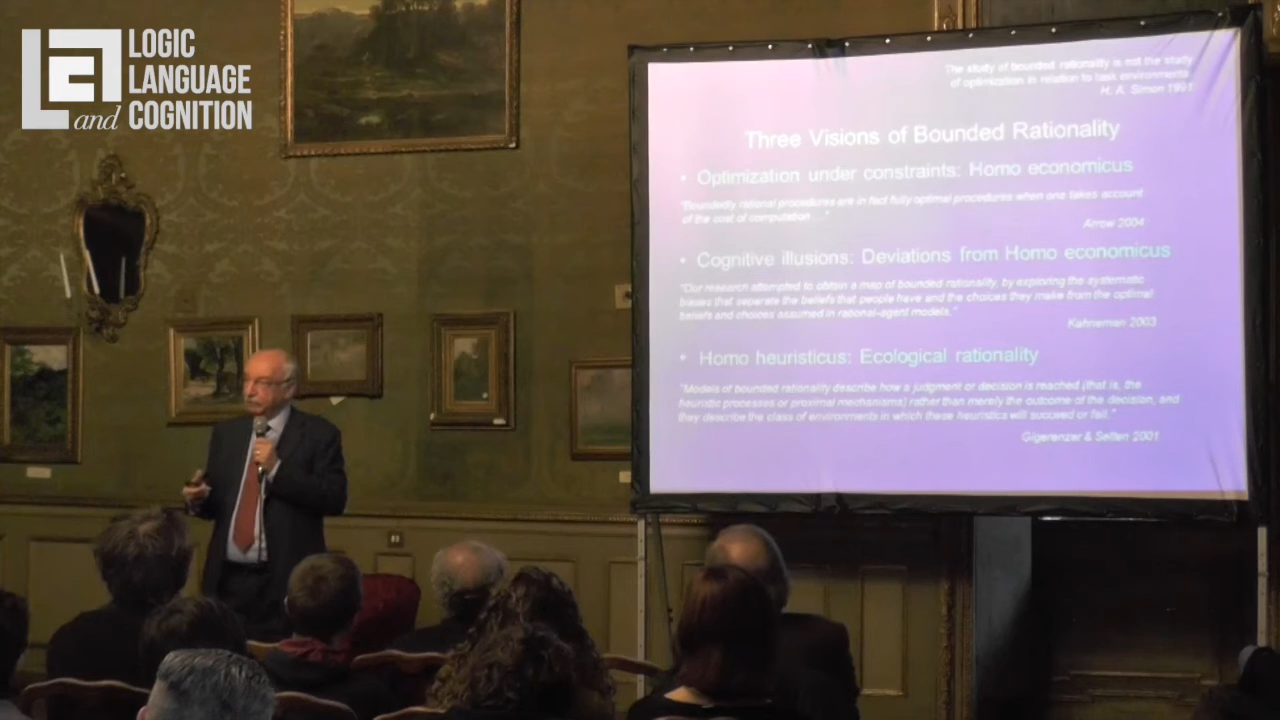 LOGIC
LANGUAGE
and COGNITION
The study of bounded rationality is not the study
of optimization in relation to task environments.
H. A. Simon 1991
Three Visions of Bounded Rationality
• Optimization under constraints: Homo economicus
"Boundedly rational procedures are in fact fully optimal procedures when one takes account
of the cost of computation ..."
Arrow 2004
• Cognitive illusions: Deviations from Homo economicus
"Our research attempted to obtain a map of bounded rationality, by exploring the systematic
biases that separate the beliefs that people have and the choices they make from the optimal
beliefs and choices assumed in rational-agent models."
Kahneman 2003
• Homo heuristicus: Ecological rationality
"Models of bounded rationality describe how a judgment or decision is reached (that is, the
heuristic processes or proximal mechanisms) rather than merely the outcome of the decision, and
they describe the class of environments in which these heuristics will succeed or fail."
Gigerenzer & Selten 2001